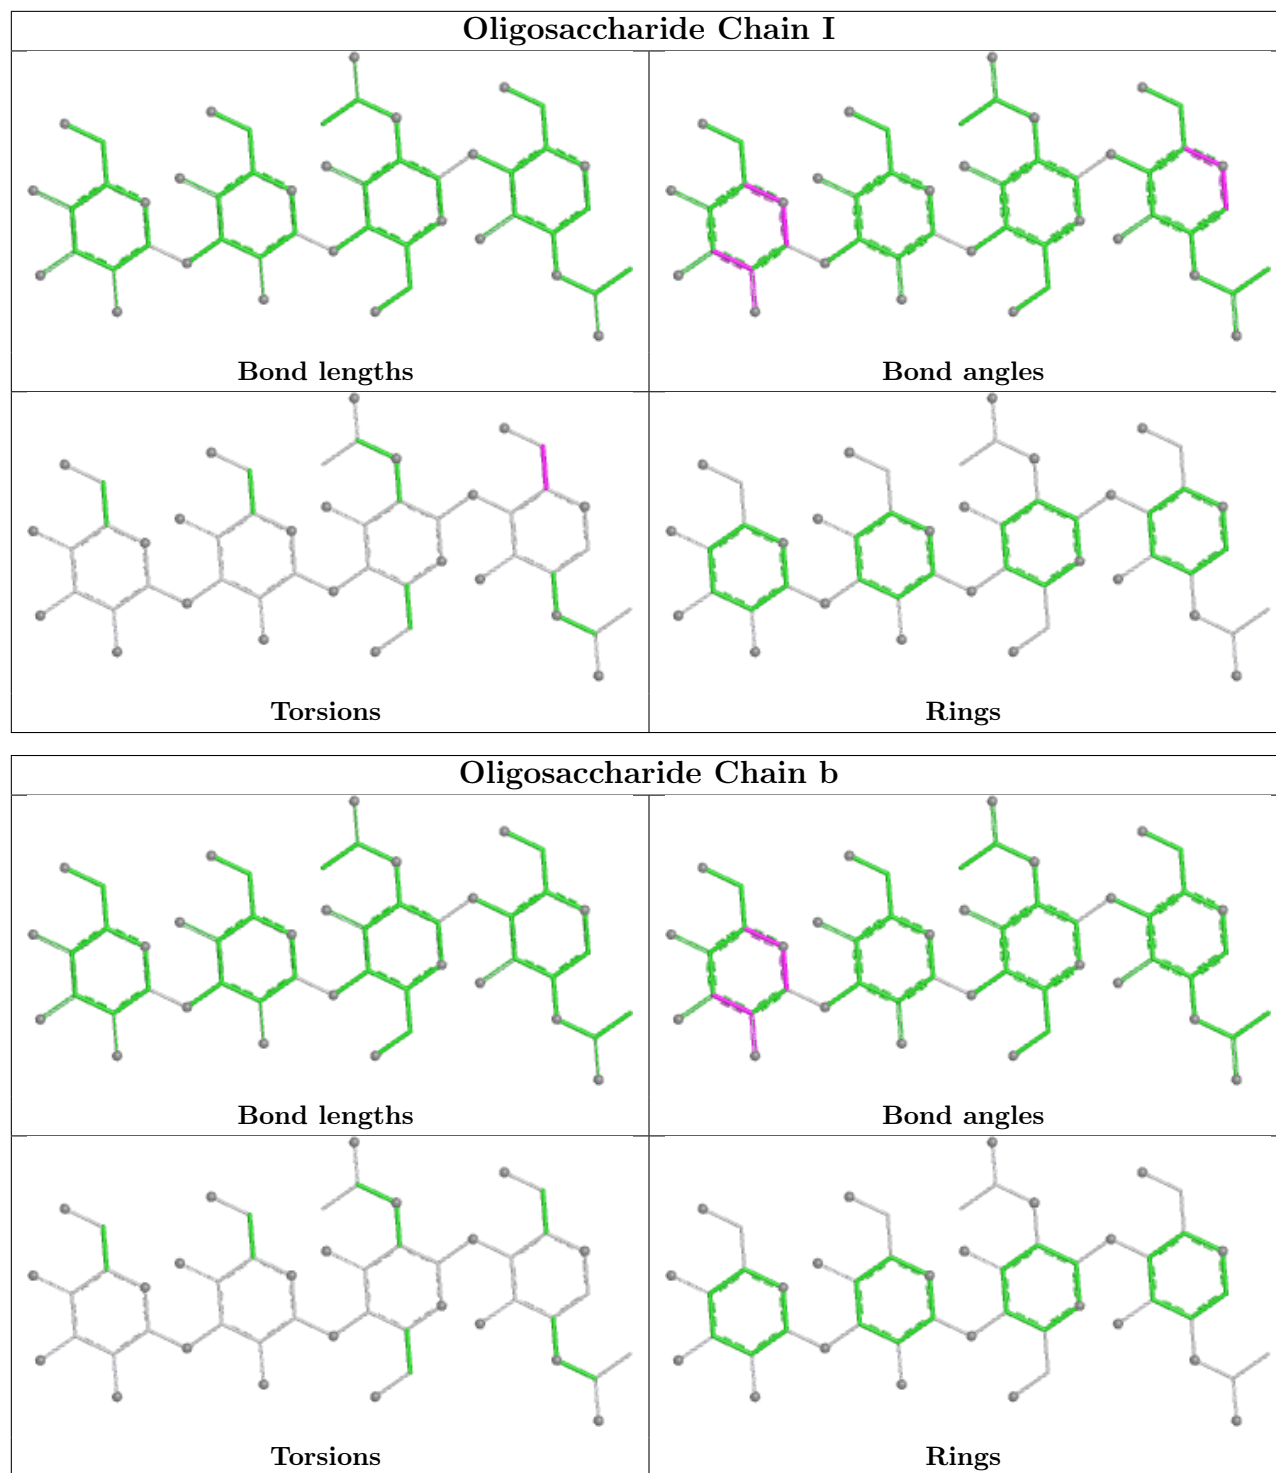 Oligosaccharide Chain I
Bond lengths
Bond angles
Torsions
Rings
Oligosaccharide Chain b
Bond lengths
Bond angles
Torsions
Rings